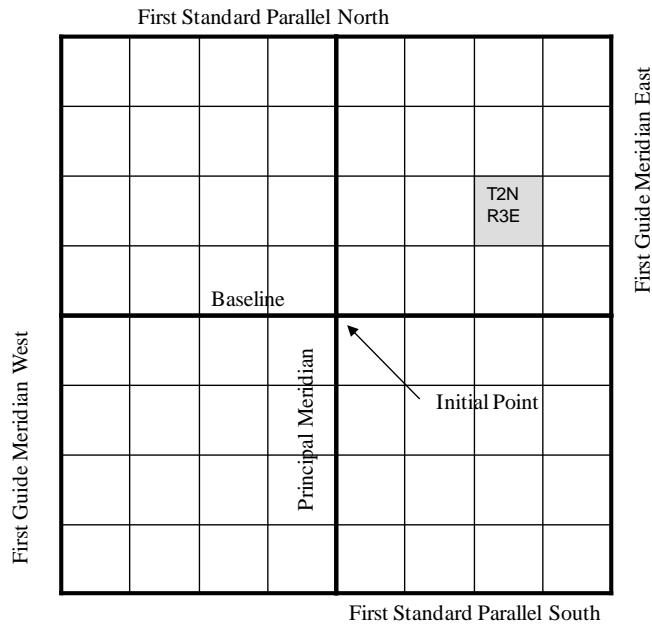 First Standard Parallel North
First Guide Meridian East
T2N
R3E
Baseline
First Guide Meridian West
Principal Meridian
Initial Point
First Standard Parallel South